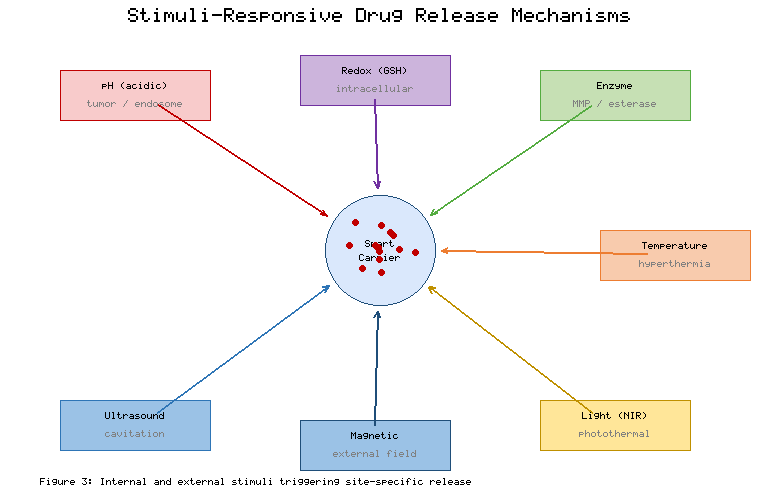 Stimuli-Responsive Drug Release Mechanisms
Redox (GSH)
intracellular
pH (acidic)
tumor / endosome
Enzyme
MMP / esterase
Smart
Carrier
Temperature
hyperthermia
Ultrasound
cavitation
Light (NIR)
photothermal
Magnetic
external field
Figure 3: Internal and external stimuli triggering site-specific release